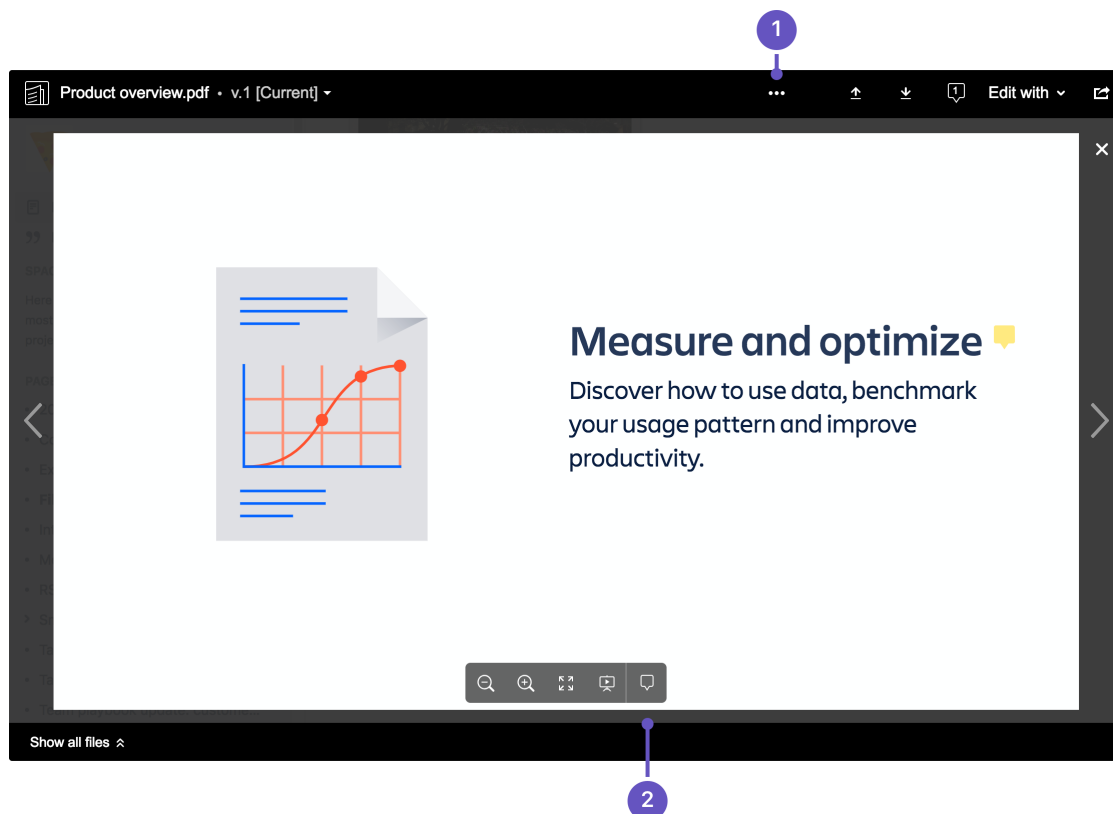 1
Product overview.pdf • v.1 [Current]
1
Edit with
Measure and optimize
Discover how to use data, benchmark
your usage pattern and improve
productivity.
Show all files
2